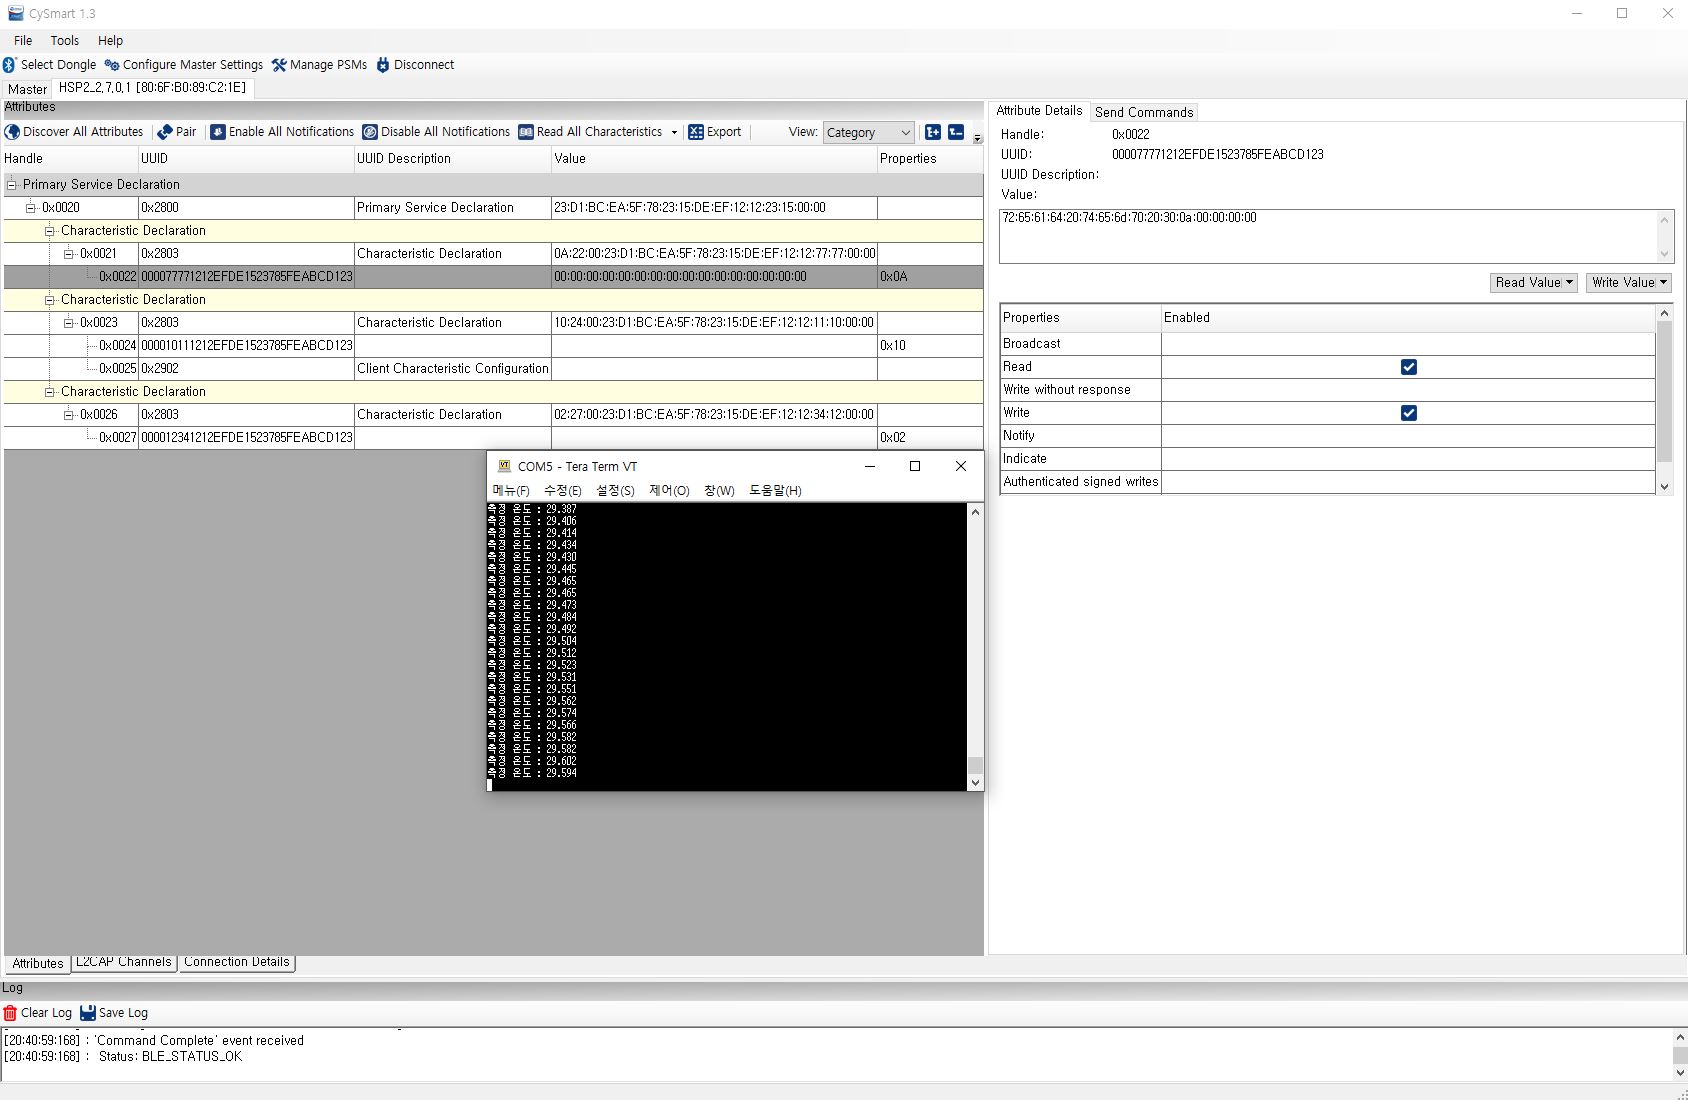 CySmart 1.3
File Tools Help
Select Dongle Configure Master Settings Manage PSMs Disconnect
Master HSP2_2,7,0,1 [80:6F:B0:89:C2:1E]
Attributes
Discover All Attributes Pair Enable All Notifications Disable All Notifications Read All Characteristics Export View: Category
Handle UUID UUID Description Value Properties
Primary Service Declaration
0x0020 0x2800 Primary Service Declaration 23:D1:BC:EA:5F:78:23:15:DE:EF:12:12:23:15:00:00
Characteristic Declaration
0x0021 0x2803 Characteristic Declaration 0A:22:00:23:D1:BC:EA:5F:78:23:15:DE:EF:12:12:77:77:00:00
0x0022 000077771212EFDE1523785FEABCD123 00:00:00:00:00:00:00:00:00:00:00:00:00:00:00:00 0x0A
Characteristic Declaration
0x0023 0x2803 Characteristic Declaration 10:24:00:23:D1:BC:EA:5F:78:23:15:DE:EF:12:12:11:10:00:00
0x0024 000010111212EFDE1523785FEABCD123 0x10
0x0025 0x2902 Client Characteristic Configuration
Characteristic Declaration
0x0026 0x2803 Characteristic Declaration 02:27:00:23:D1:BC:EA:5F:78:23:15:DE:EF:12:12:34:12:00:00
0x0027 000012341212EFDE1523785FEABCD123 0x02
Attribute Details Send Commands
Handle: 0x0022
UUID: 000077771212EFDE1523785FEABCD123
UUID Description:
Value:
72:65:61:64:20:74:65:6d:70:20:30:0a:00:00:00:00
Read Value Write Value
Properties Enabled
Broadcast
Read
Write without response
Write
Notify
Indicate
Authenticated signed writes
COM5 - Tera Term VT
메뉴(F) 수정(E) 설정(S) 제어(O) 창(W) 도움말(H)
측정 온도 : 29.387
측정 온도 : 29.406
측정 온도 : 29.414
측정 온도 : 29.434
측정 온도 : 29.430
측정 온도 : 29.445
측정 온도 : 29.465
측정 온도 : 29.465
측정 온도 : 29.473
측정 온도 : 29.484
측정 온도 : 29.492
측정 온도 : 29.504
측정 온도 : 29.512
측정 온도 : 29.523
측정 온도 : 29.531
측정 온도 : 29.551
측정 온도 : 29.562
측정 온도 : 29.574
측정 온도 : 29.566
측정 온도 : 29.582
측정 온도 : 29.582
측정 온도 : 29.602
측정 온도 : 29.594
Attributes L2CAP Channels Connection Details
Log
Clear Log Save Log
[20:40:59:168] : 'Command Complete' event received
[20:40:59:168] : Status: BLE_STATUS_OK